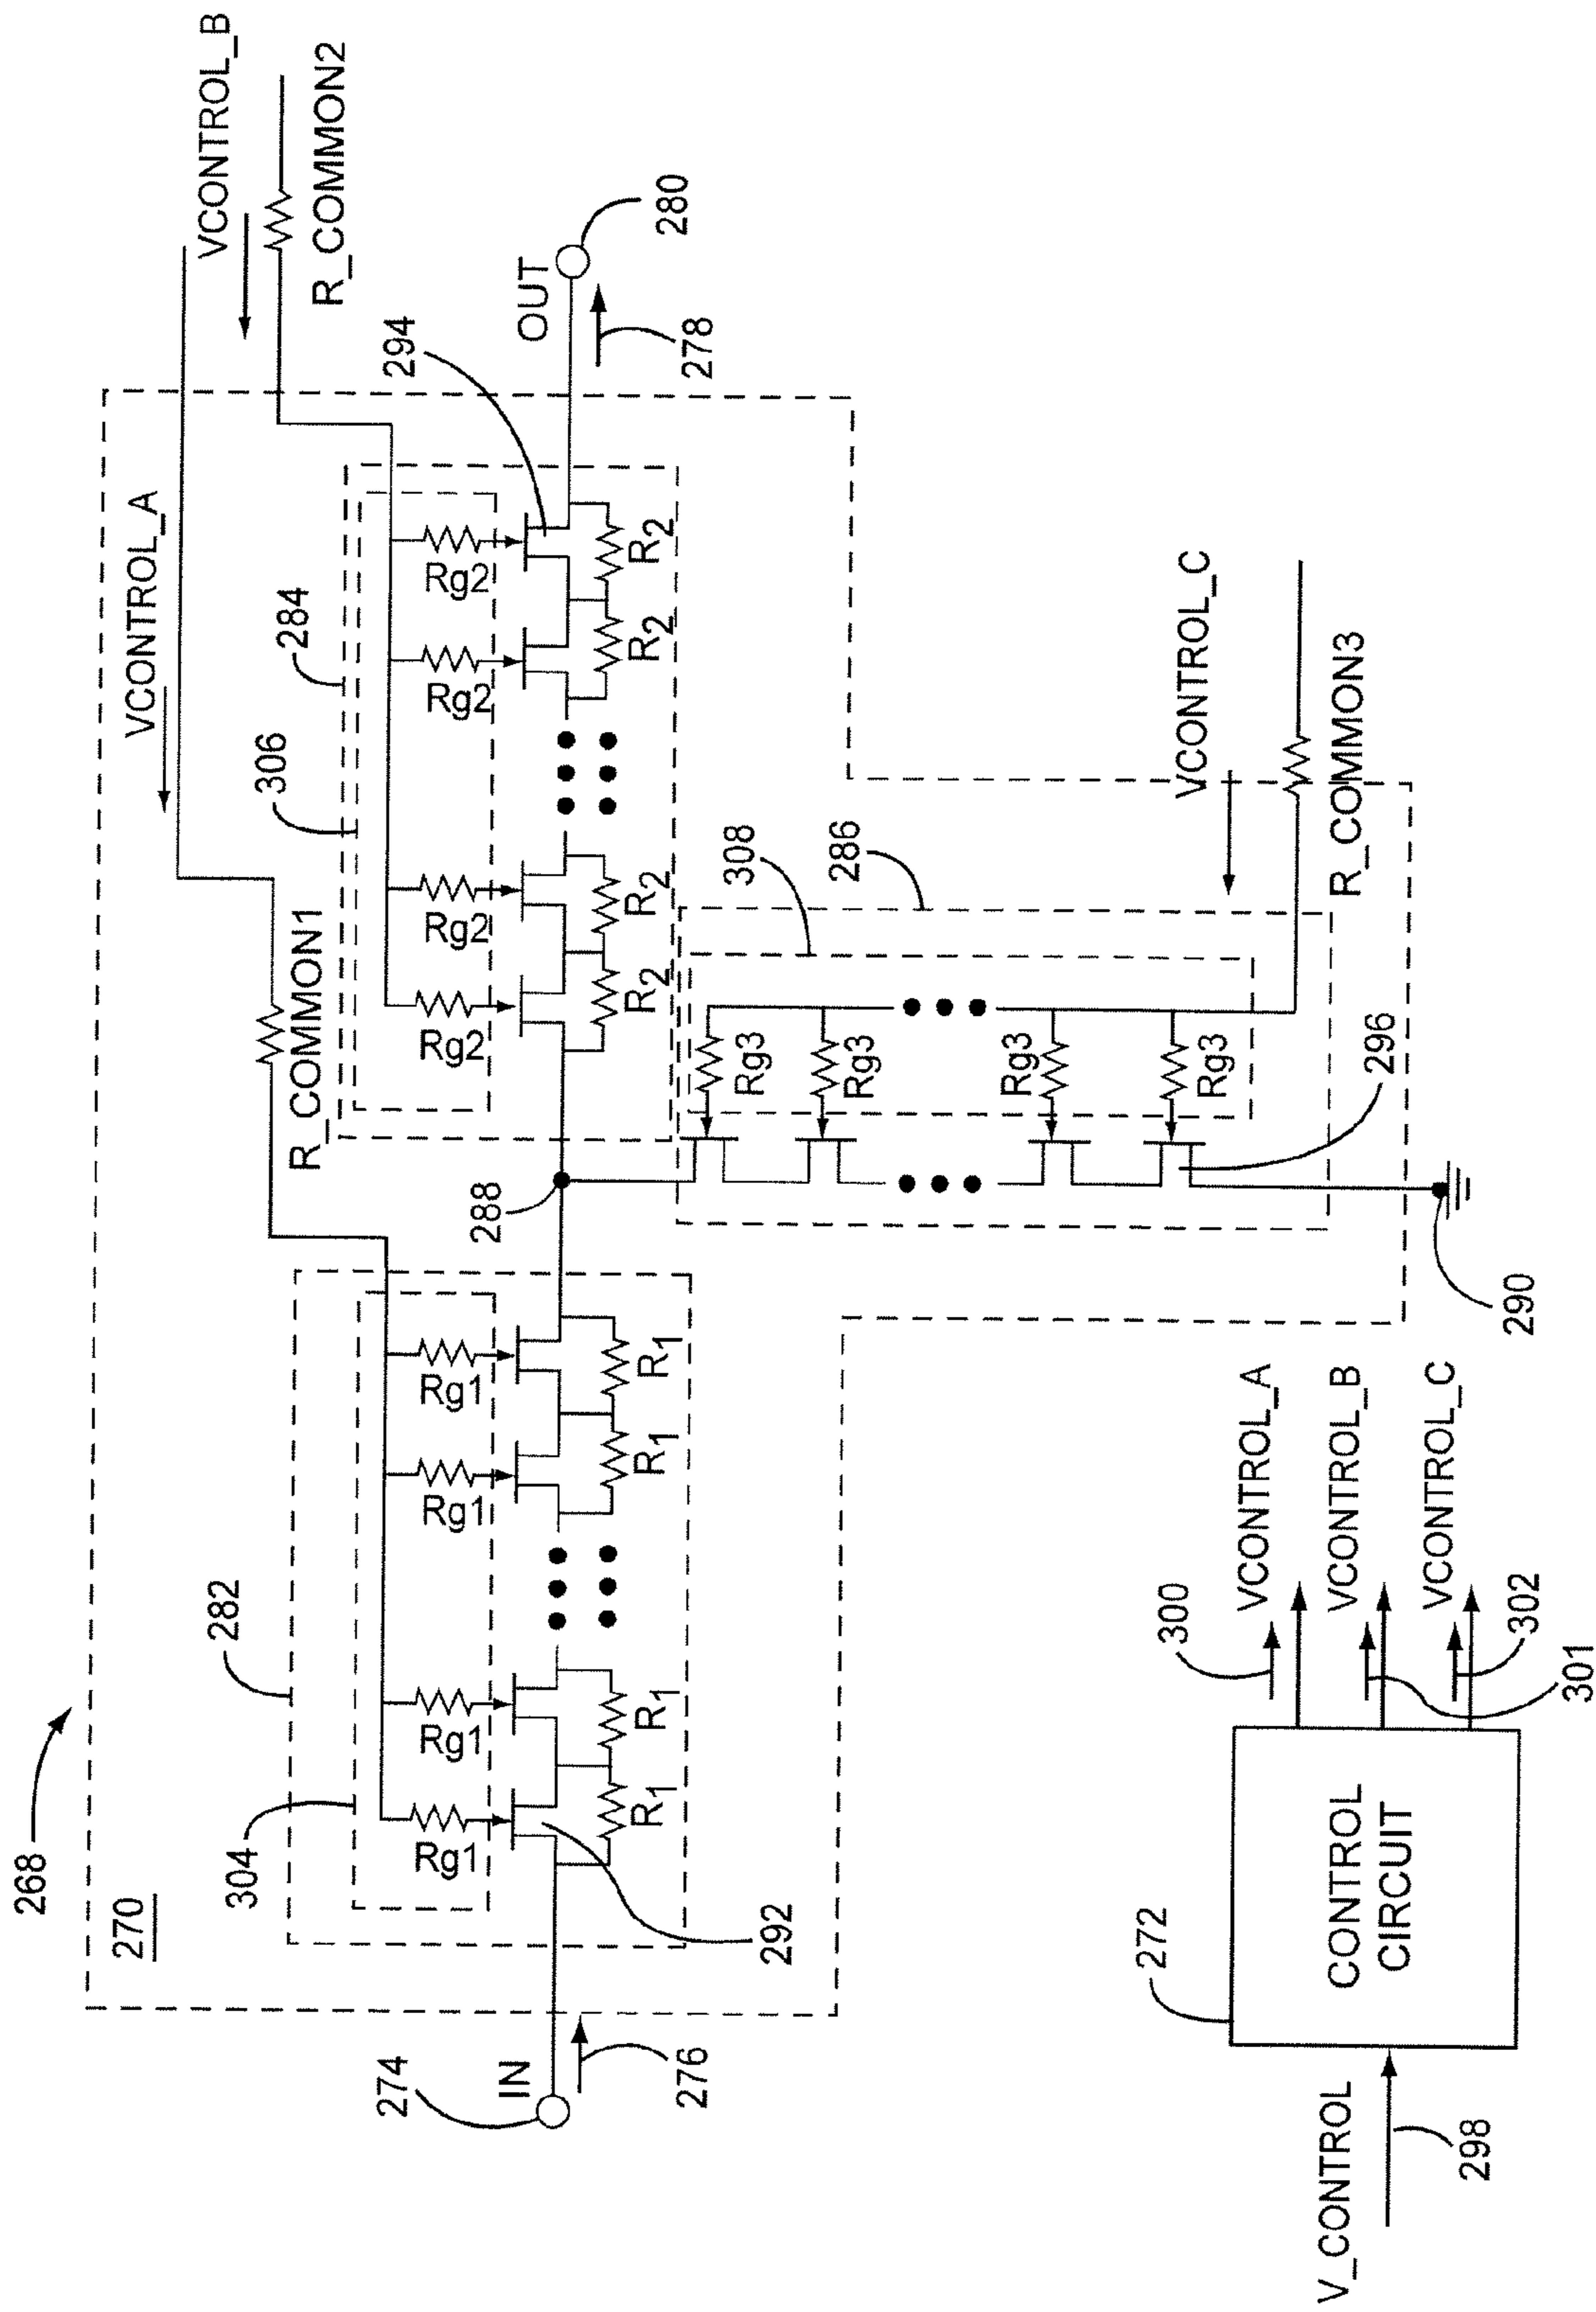 268
270
VCONTROL_A
VCONTROL_B
R_COMMON2
R_COMMON1
282
304
306
284
294
Rg1
Rg1
Rg1
Rg1
Rg2
Rg2
Rg2
Rg2
OUT
280
278
274
IN
276
292
R1
R1
R1
R1
288
R2
R2
R2
R2
308
286
VCONTROL_C
R_COMMON3
Rg3
Rg3
Rg3
Rg3
296
290
V_CONTROL
298
272
CONTROL
CIRCUIT
300
VCONTROL_A
VCONTROL_B
VCONTROL_C
301
302